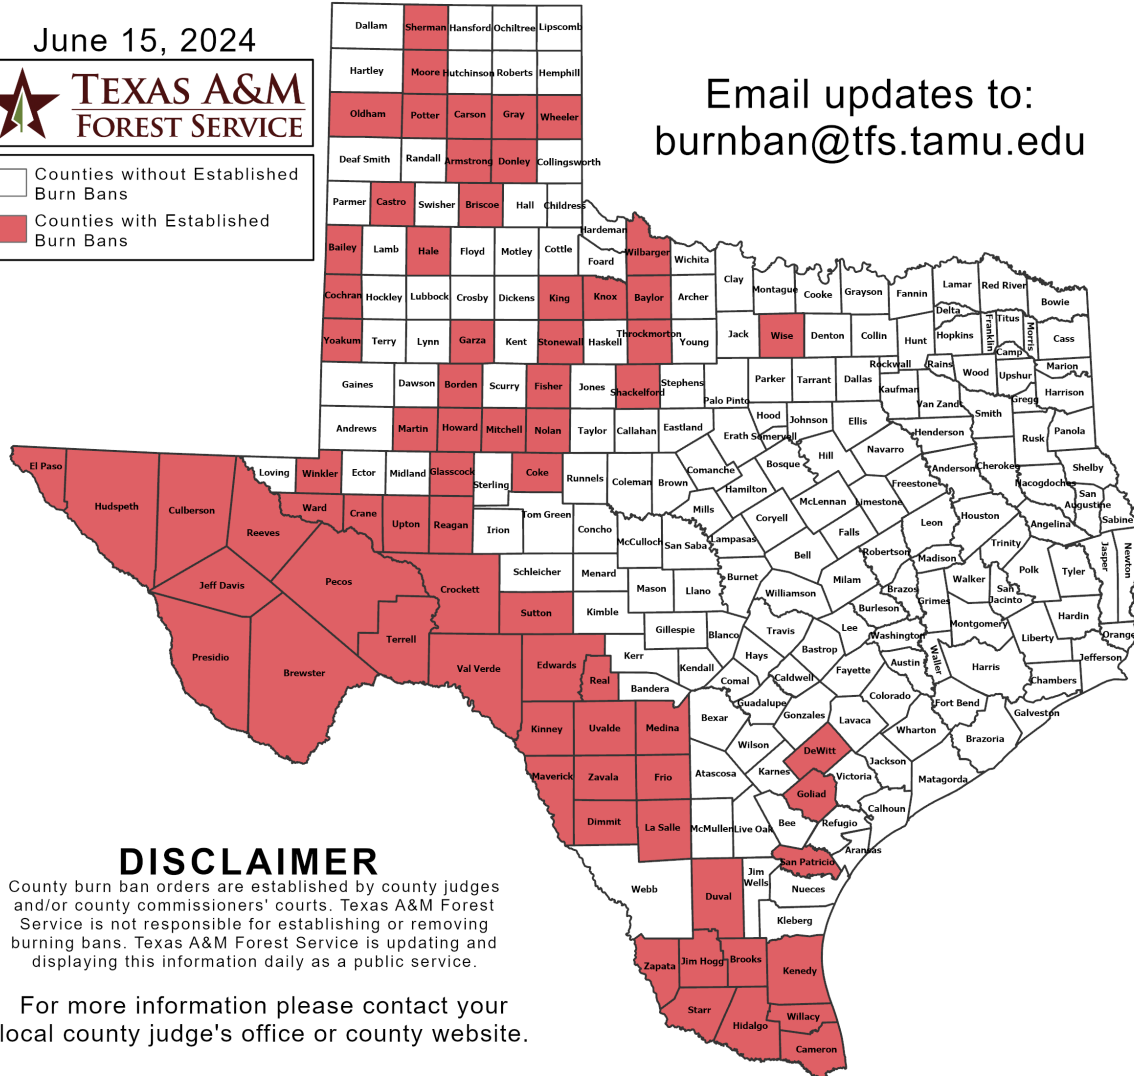 June 15, 2024
TEXAS A&M
FOREST SERVICE
Counties without Established
Burn Bans
Counties with Established
Burn Bans
Email updates to:
burnban@tfs.tamu.edu
Dallam Sherman Hansford Ochiltree Lipscomb
Hartley Moore Hutchinson Roberts Hemphill
Oldham Potter Carson Gray Wheeler
Deaf Smith Randall Armstrong Donley Collingsworth
Parmer Castro Swisher Briscoe Hall Childress
Hardeman
Bailey Lamb Hale Floyd Motley Cottle Foard Wilbarger Wichita
Clay Montague Cooke Grayson Fannin Lamar Red River Bowie
Cochran Hockley Lubbock Crosby Dickens King Knox Baylor Archer
Delta Franklin Titus Morris Cass
Yoakum Terry Lynn Garza Kent Stonewall Haskell Throckmorton Young Jack Wise Denton Collin Hunt Hopkins
Camp
Rockwall Rains Wood Upshur Marion
Gaines Dawson Borden Scurry Fisher Jones Shackelford Stephens Palo Pinto Parker Tarrant Dallas Kaufman Van Zandt Smith Gregg Harrison
Andrews Martin Howard Mitchell Nolan Taylor Callahan Eastland Erath Hood Somervell Johnson Ellis Henderson Rusk Panola
El Paso Hudspeth Culberson Reeves Loving Winkler Ector Midland Glasscock Sterling Coke Runnels Coleman Brown Comanche Bosque Hill Navarro Anderson Cherokee Nacogdoches Shelby
Hamilton Freestone San
Augustine Sabine
Ward Crane Upton Reagan Irion Tom Green Concho McCulloch San Saba Mills Lampasas Coryell McLennan Limestone Falls Leon Houston Angelina
Trinity
Jeff Davis Pecos Crockett Schleicher Menard Mason Llano Burnet Bell Milam Robertson Madison Walker Polk Tyler Jasper Newton
Presidio Brewster Terrell Sutton Kimble Gillespie Blanco Williamson Burleson Brazos Grimes San
Jacinto Montgomery Liberty Hardin Orange
Val Verde Edwards Real Kerr Kendall Bandera Hays Travis Bastrop Lee Washington Waller Harris Jefferson
Comal Caldwell Fayette Austin Chambers
Guadalupe Colorado Fort Bend Galveston
Kinney Uvalde Medina Bexar Gonzales Lavaca Wharton Brazoria
Wilson DeWitt Jackson Matagorda
Maverick Zavala Frio Atascosa Karnes Victoria
Goliad Calhoun
Dimmit La Salle McMullen Live Oak Bee Refugio
Aransas
San Patricio
Webb Duval Jim
Wells Nueces
Kleberg
Zapata Jim Hogg Brooks Kenedy
Starr Hidalgo Willacy
Cameron
DISCLAIMER
County burn ban orders are established by county judges
and/or county commissioners' courts. Texas A&M Forest
Service is not responsible for establishing or removing
burning bans. Texas A&M Forest Service is updating and
displaying this information daily as a public service.
For more information please contact your
local county judge's office or county website.